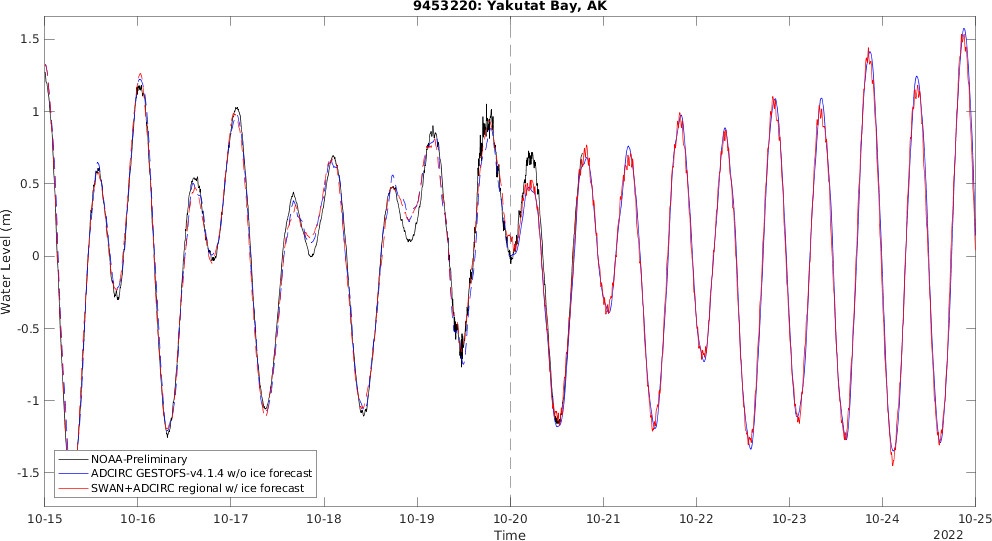 9453220: Yakutat Bay, AK
Water Level (m)
1.5
1
0.5
0
-0.5
-1
-1.5
NOAA-Preliminary
ADCIRC GESTOFS-v4.1.4 w/o ice forecast
SWAN+ADCIRC regional w/ ice forecast
10-15 10-16 10-17 10-18 10-19 10-20 10-21 10-22 10-23 10-24 10-25
Time
2022